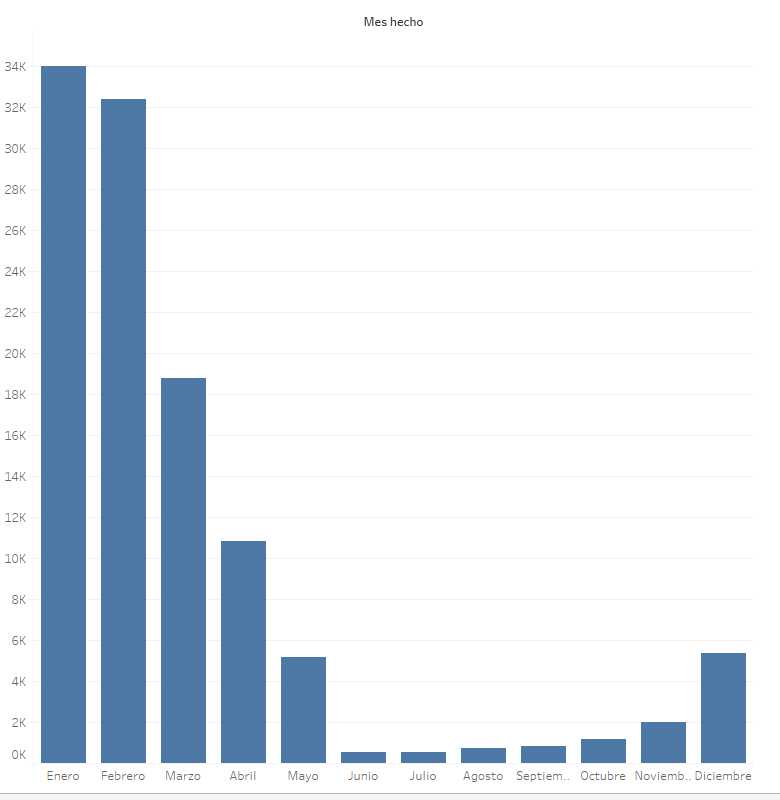 Mes hecho
34K
32K
30K
28K
26K
24K
22K
20K
18K
16K
14K
12K
10K
8K
6K
4K
2K
0K
Enero Febrero Marzo Abril Mayo Junio Julio Agosto Septiem.. Octubre Noviemb.. Diciembre